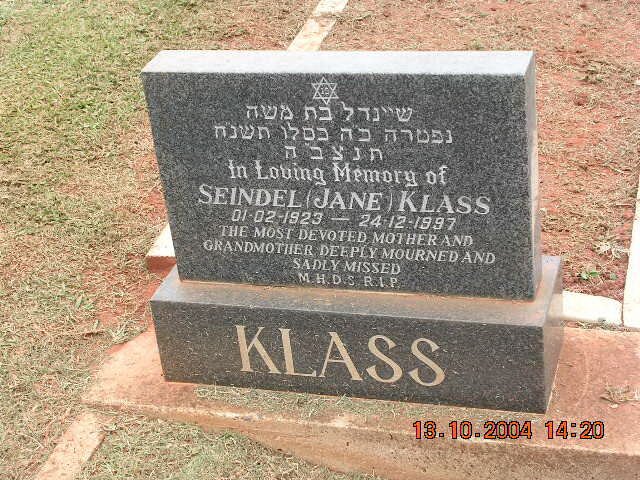 שיינדל בת משה
נפטרה כה כסלו תשנח
ת נ צ ב ה
In Loving Memory of
SEINDEL (JANE) KLASS
01-02-1923 — 24-12-1997
THE MOST DEVOTED MOTHER AND
GRANDMOTHER DEEPLY MOURNED AND
SADLY MISSED
M.H.D.S. R.I.P.
KLASS
13.10.2004 14:20